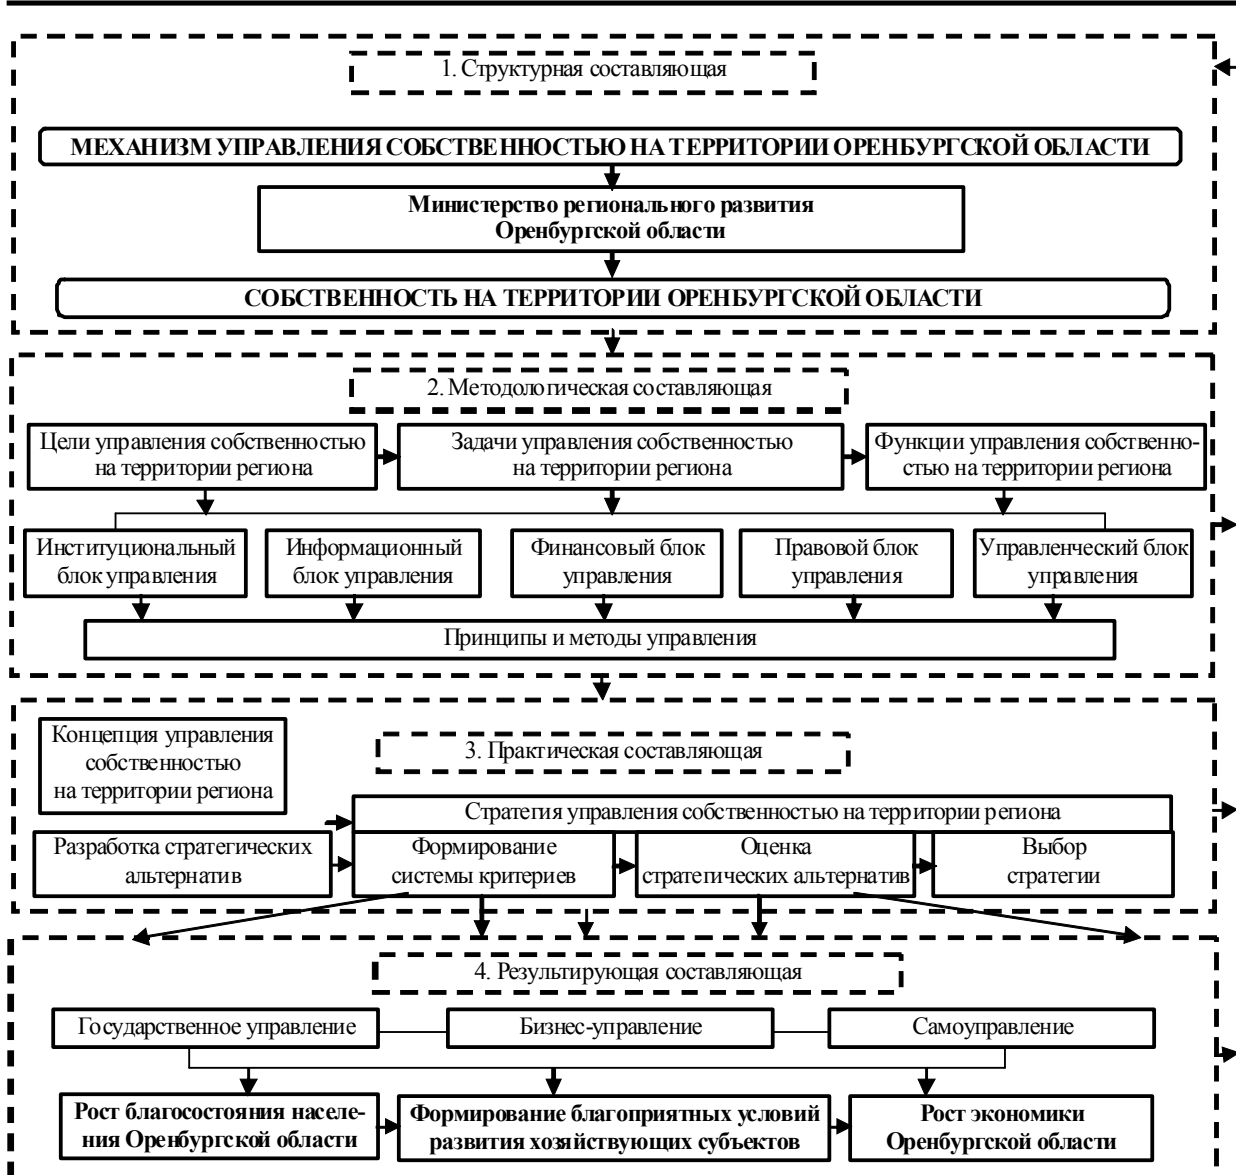 1. Структурная составляющая
МЕХАНИЗМ УПРАВЛЕНИЯ СОБСТВЕННОСТЬЮ НА ТЕРРИТОРИИ ОРЕНБУРГСКОЙ ОБЛАСТИ
Министерство регионального развития
Оренбургской области
СОБСТВЕННОСТЬ НА ТЕРРИТОРИИ ОРЕНБУРГСКОЙ ОБЛАСТИ
2. Методологическая составляющая
Цели управления собственностью
на территории региона
Задачи управления собственностью
на территории региона
Функции управления собственно-
стью на территории региона
Институциональный
блок управления
Информационный
блок управления
Финансовый блок
управления
Правовой блок
управления
Управленческий блок
управления
Принципы и методы управления
Концепция управления
собственностью
на территории региона
3. Практическая составляющая
Стратегия управления собственностью на территории региона
Разработка стратегических
альтернатив
Формирование
системы критериев
Оценка
стратегических альтернатив
Выбор
стратегии
4. Результирующая составляющая
Государственное управление
Бизнес-управление
Самоуправление
Рост благосостояния населе-
ния Оренбургской области
Формирование благоприятных условий
развития хозяйствующих субъектов
Рост экономики
Оренбургской области